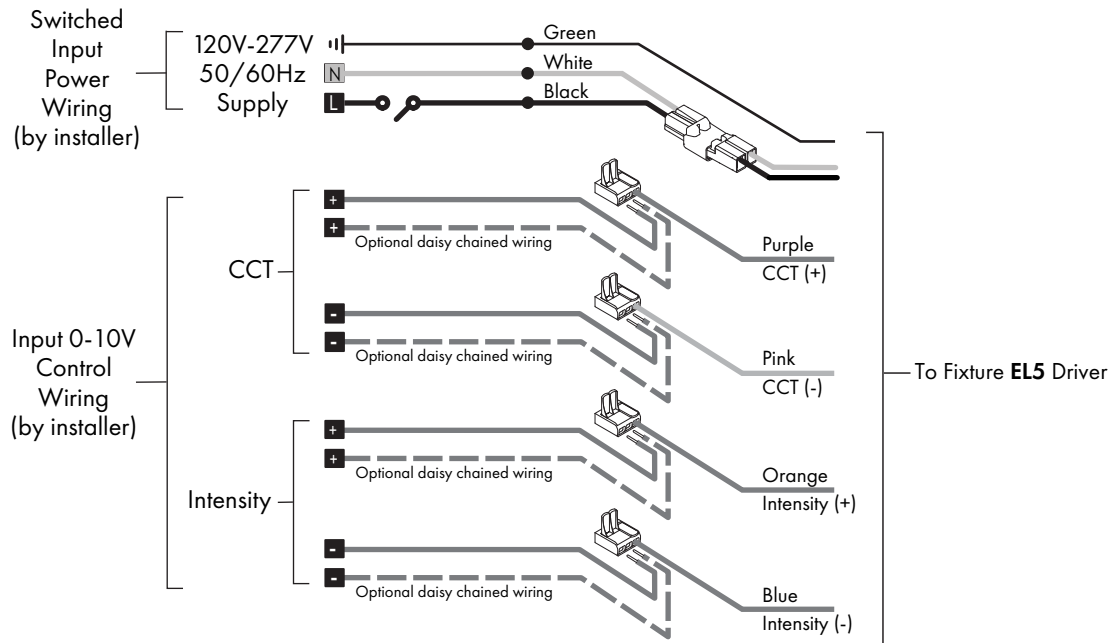 Switched
Input
Power
Wiring
(by installer)
120V-277V
50/60Hz
Supply
N
L
Green
White
Black
Input 0-10V
Control
Wiring
(by installer)
CCT
+
+
Optional daisy chained wiring
Purple
CCT (+)
-
-
Optional daisy chained wiring
Pink
CCT (-)
Intensity
+
+
Optional daisy chained wiring
Orange
Intensity (+)
-
-
Optional daisy chained wiring
Blue
Intensity (-)
To Fixture EL5 Driver